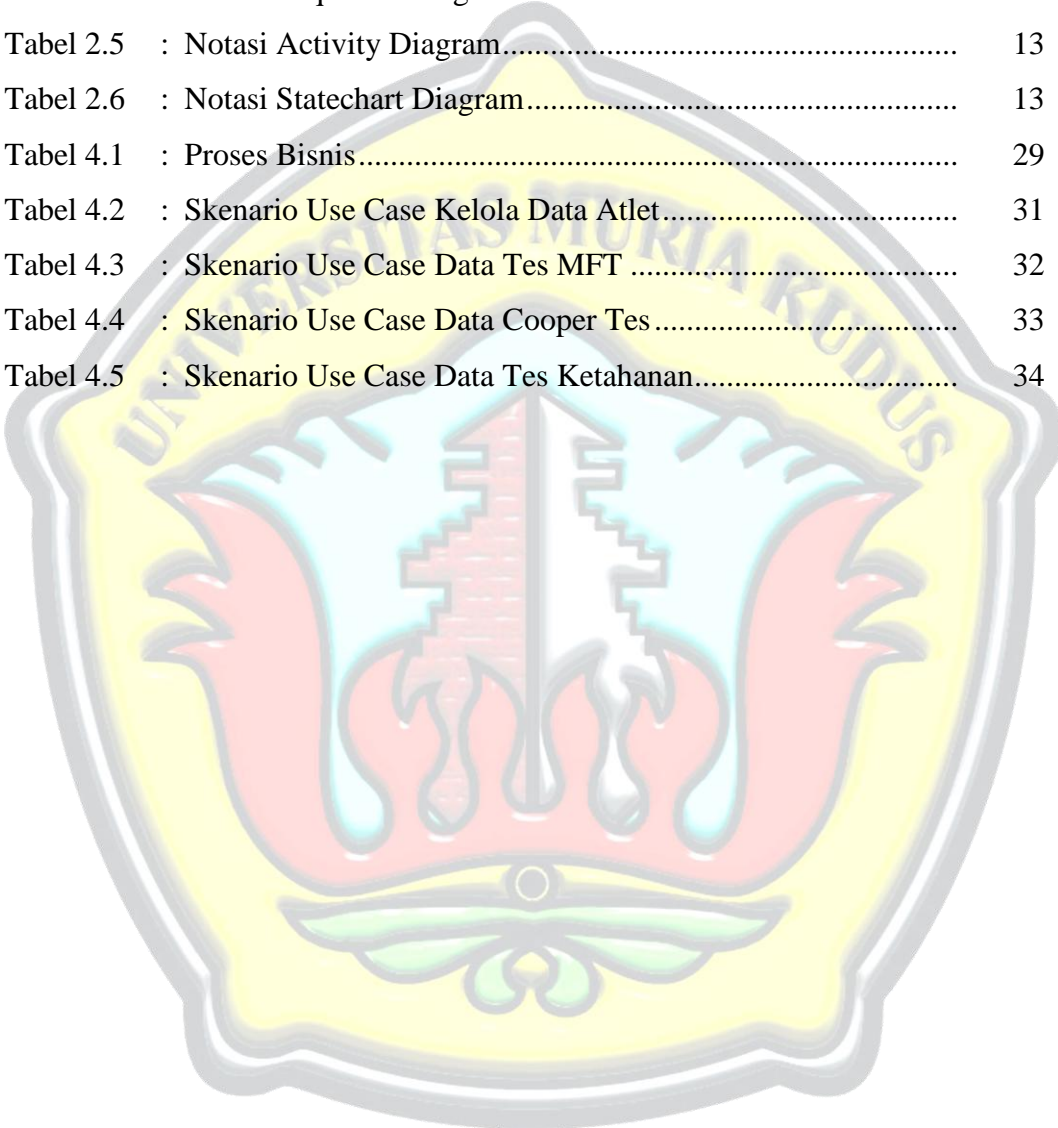 Tabel 2.5 : Notasi Activity Diagram......................................................... 13
Tabel 2.6 : Notasi Statechart Diagram...................................................... 13
Tabel 4.1 : Proses Bisnis........................................................................... 29
Tabel 4.2 : Skenario Use Case Kelola Data Atlet..................................... 31
Tabel 4.3 : Skenario Use Case Data Tes MFT ......................................... 32
Tabel 4.4 : Skenario Use Case Data Cooper Tes...................................... 33
Tabel 4.5 : Skenario Use Case Data Tes Ketahanan................................. 34
UNIVERSITAS MURIA KUDUS